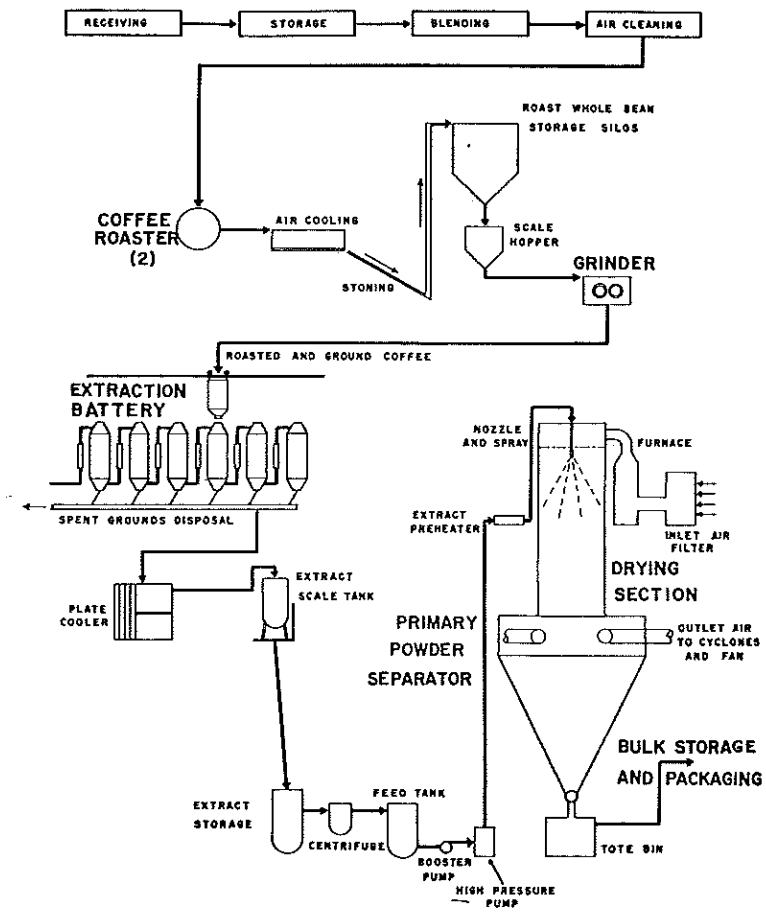 RECEIVING
STORAGE
BLENDING
AIR CLEANING
ROAST WHOLE BEAN
STORAGE SILOS
COFFEE
ROASTER
(2)
AIR COOLING
STONING
SCALE
HOPPER
GRINDER
ROASTED AND GROUND COFFEE
EXTRACTION
BATTERY
SPENT GROUNDS DISPOSAL
NOZZLE
AND SPRAY
FURNACE
EXTRACT
PREHEATER
INLET AIR
FILTER
DRYING
SECTION
PLATE
COOLER
EXTRACT
SCALE TANK
PRIMARY
POWDER
SEPARATOR
OUTLET AIR
TO CYCLONES
AND FAN
BULK STORAGE
AND PACKAGING
EXTRACT
STORAGE
CENTRIFUGE
FEED TANK
BOOSTER
PUMP
HIGH PRESSURE
PUMP
TOTE BIN